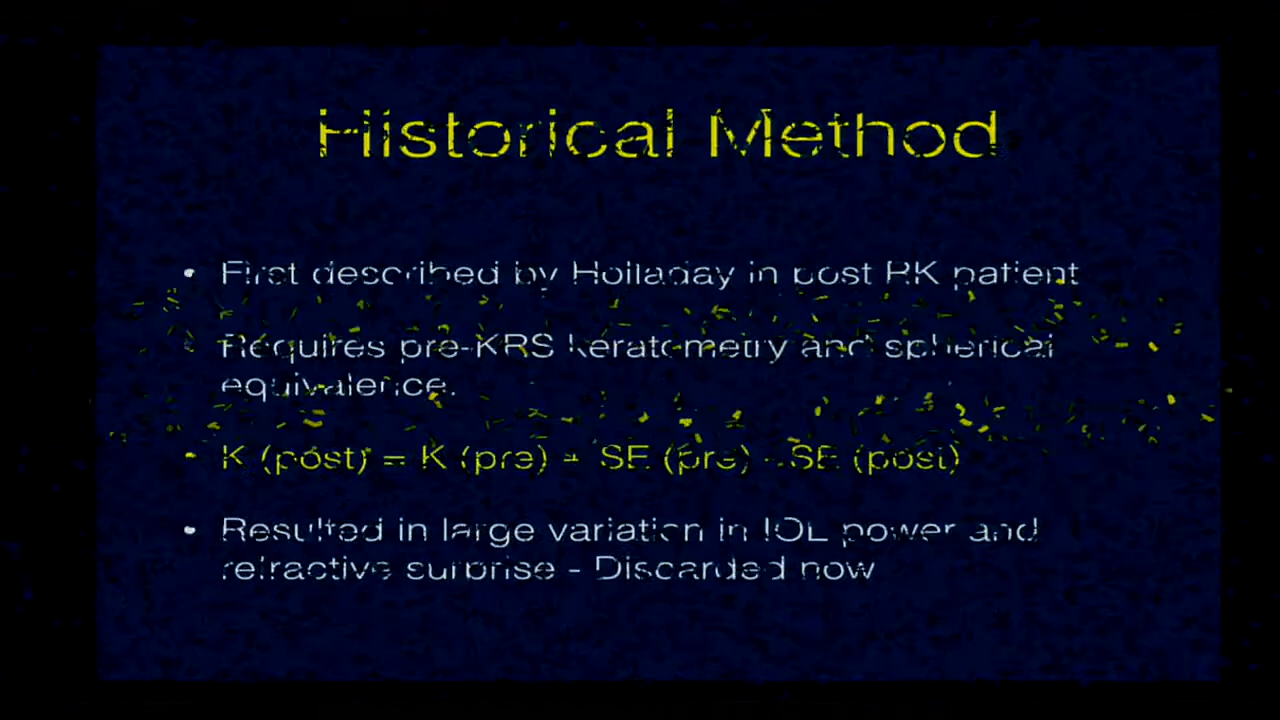 Historical Method
• First described by Holladay in post RK patient
• Requires pre-KRS keratometry and spherical
equivalence.
• K (post) = K (pre) + SE (pre) - SE (post)
• Resulted in large variation in IOL power and
refractive surprise - Discarded now